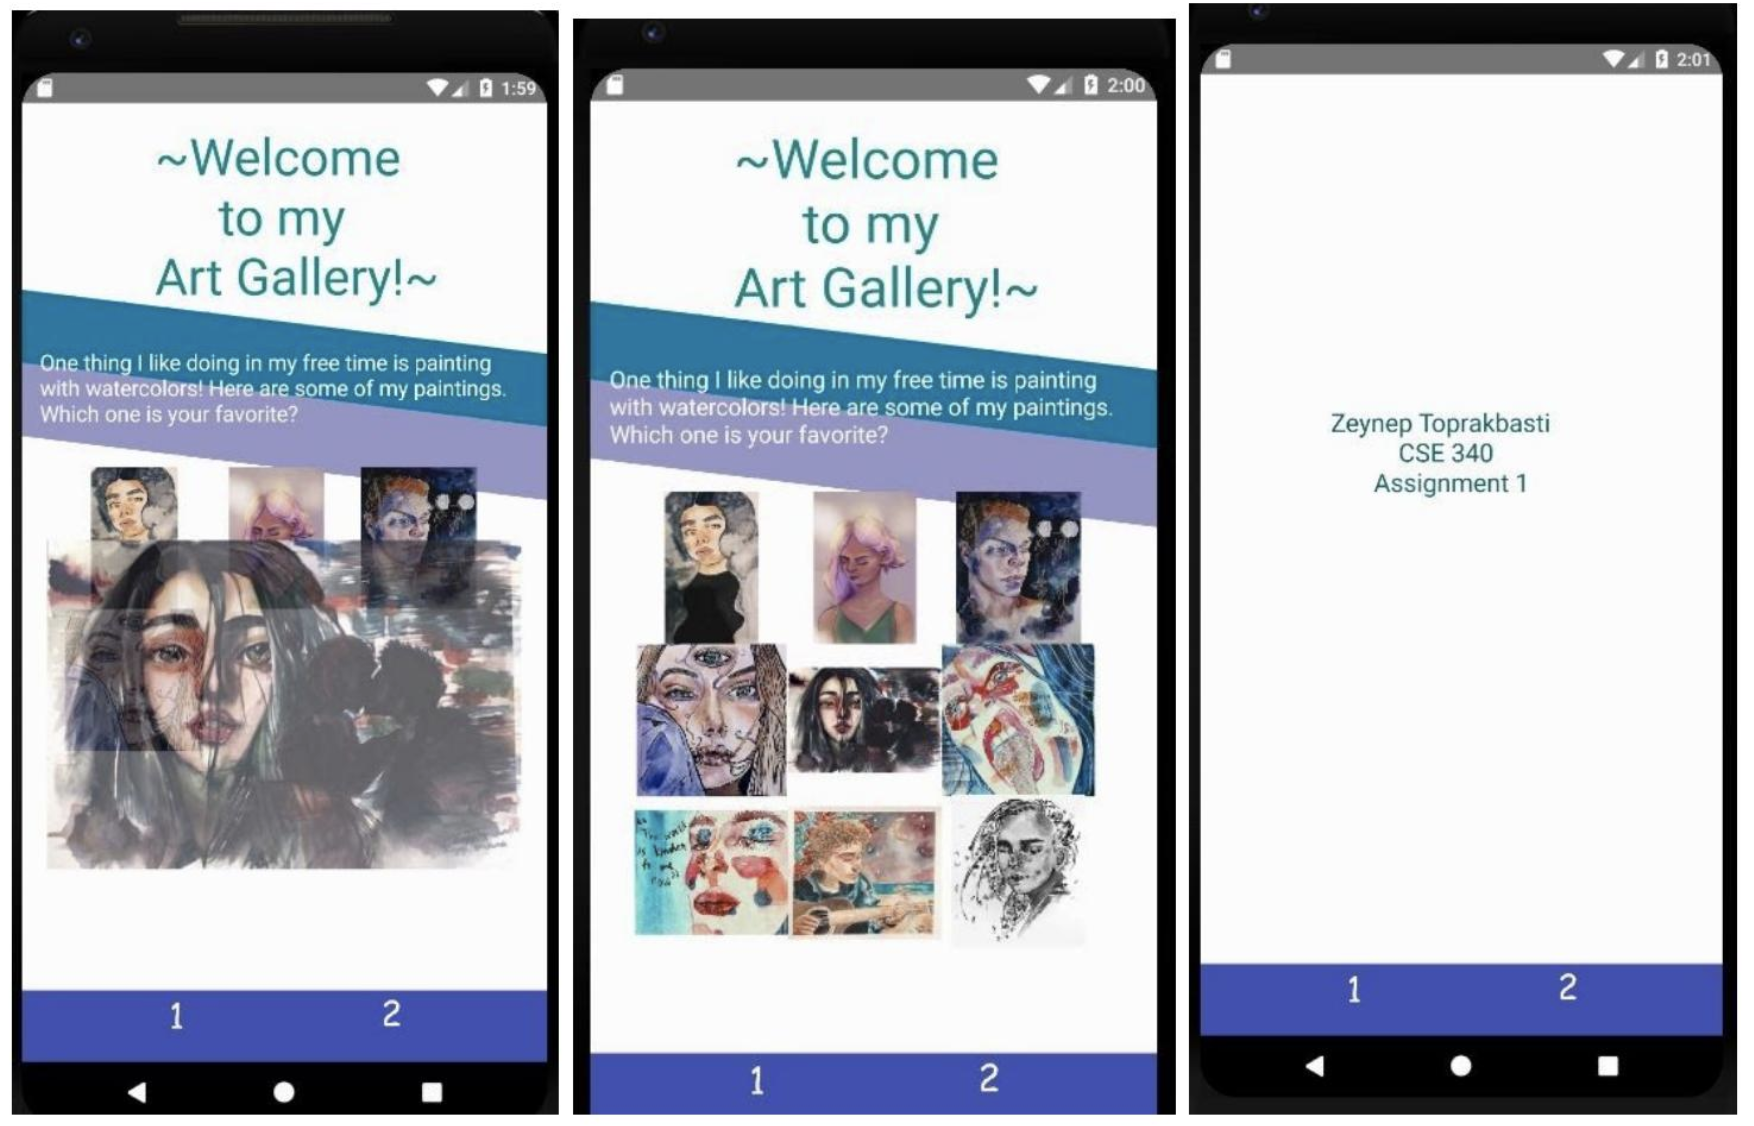 1:59
~Welcome
to my
Art Gallery!~
One thing I like doing in my free time is painting
with watercolors! Here are some of my paintings.
Which one is your favorite?
1 2
2:00
~Welcome
to my
Art Gallery!~
One thing I like doing in my free time is painting
with watercolors! Here are some of my paintings.
Which one is your favorite?
1 2
2:01
Zeynep Toprakbasti
CSE 340
Assignment 1
1 2